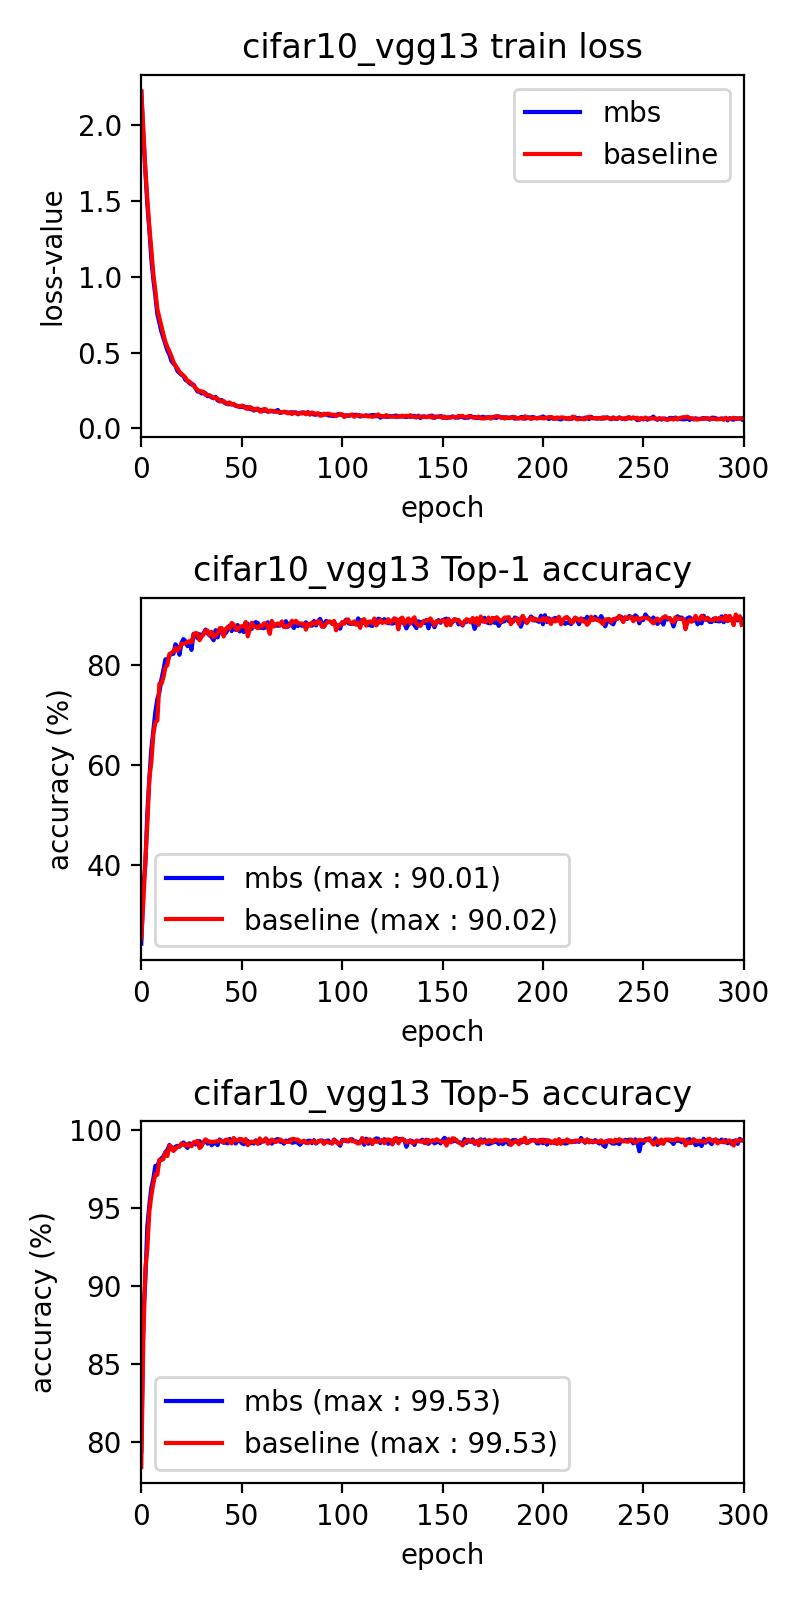 cifar10_vgg13 train loss
mbs
baseline
loss-value
2.0
1.5
1.0
0.5
0.0
0 50 100 150 200 250 300
epoch
cifar10_vgg13 Top-1 accuracy
accuracy (%)
80
60
40
mbs (max : 90.01)
baseline (max : 90.02)
0 50 100 150 200 250 300
epoch
cifar10_vgg13 Top-5 accuracy
accuracy (%)
100
95
90
85
80
mbs (max : 99.53)
baseline (max : 99.53)
0 50 100 150 200 250 300
epoch